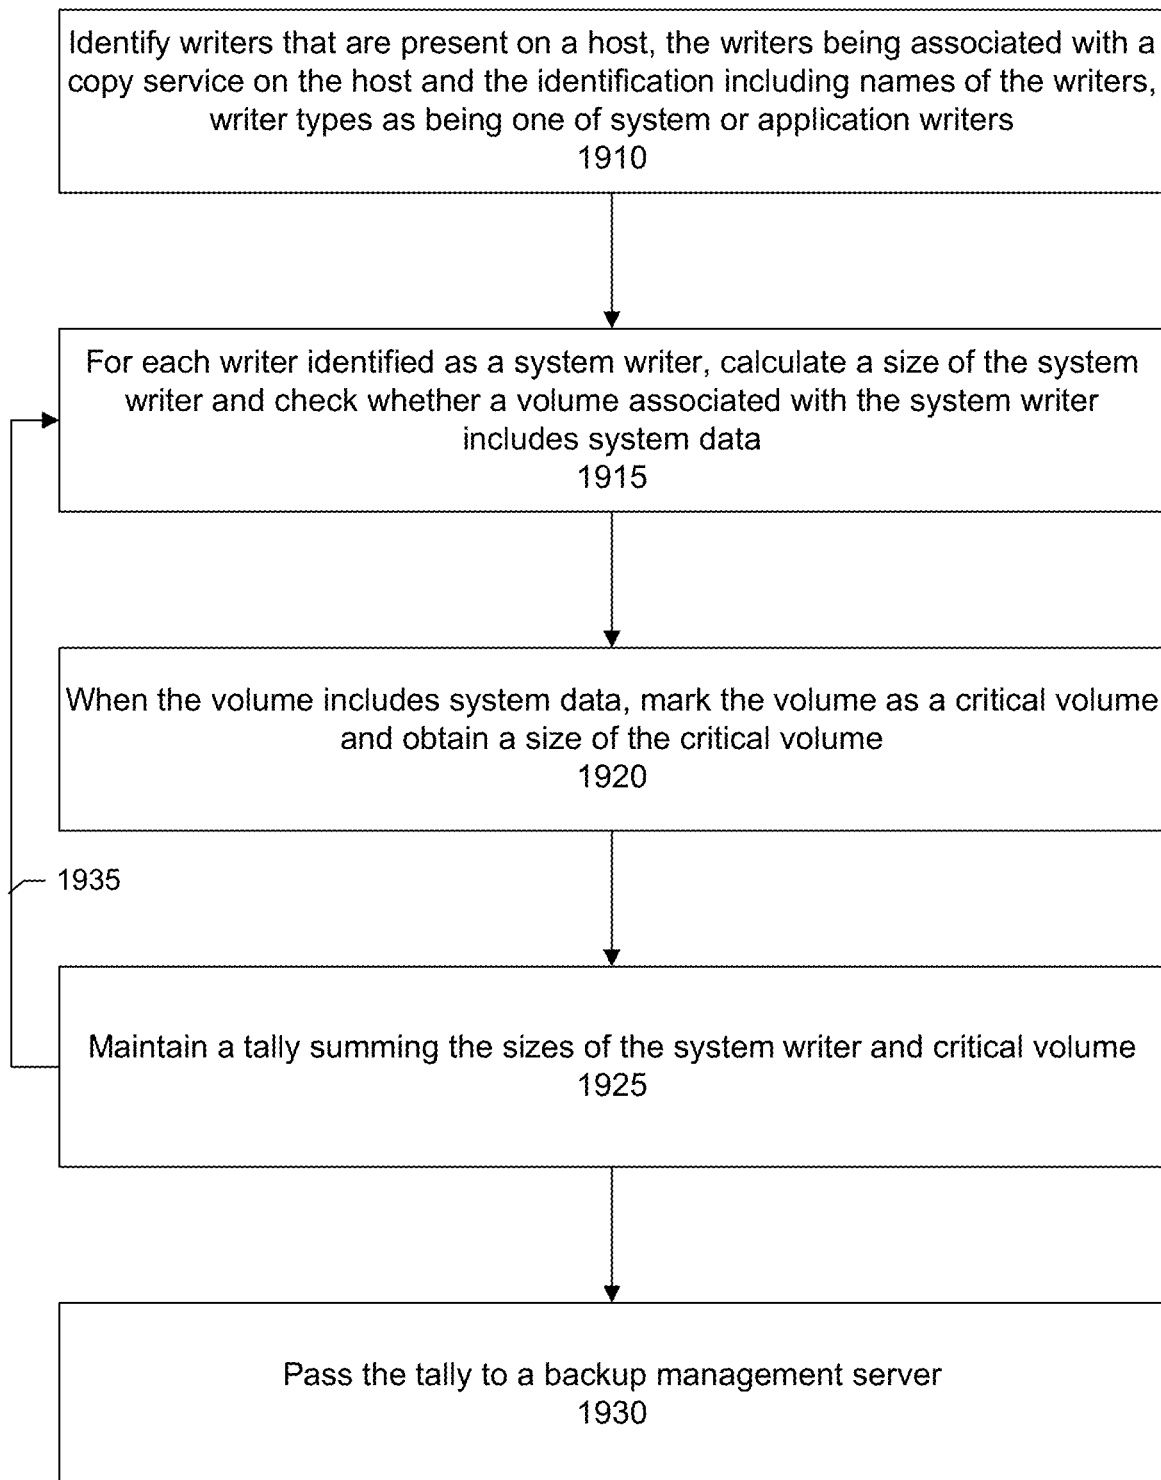 Identify writers that are present on a host, the writers being associated with a
copy service on the host and the identification including names of the writers,
writer types as being one of system or application writers
1910
For each writer identified as a system writer, calculate a size of the system
writer and check whether a volume associated with the system writer
includes system data
1915
When the volume includes system data, mark the volume as a critical volume
and obtain a size of the critical volume
1920
1935
Maintain a tally summing the sizes of the system writer and critical volume
1925
Pass the tally to a backup management server
1930